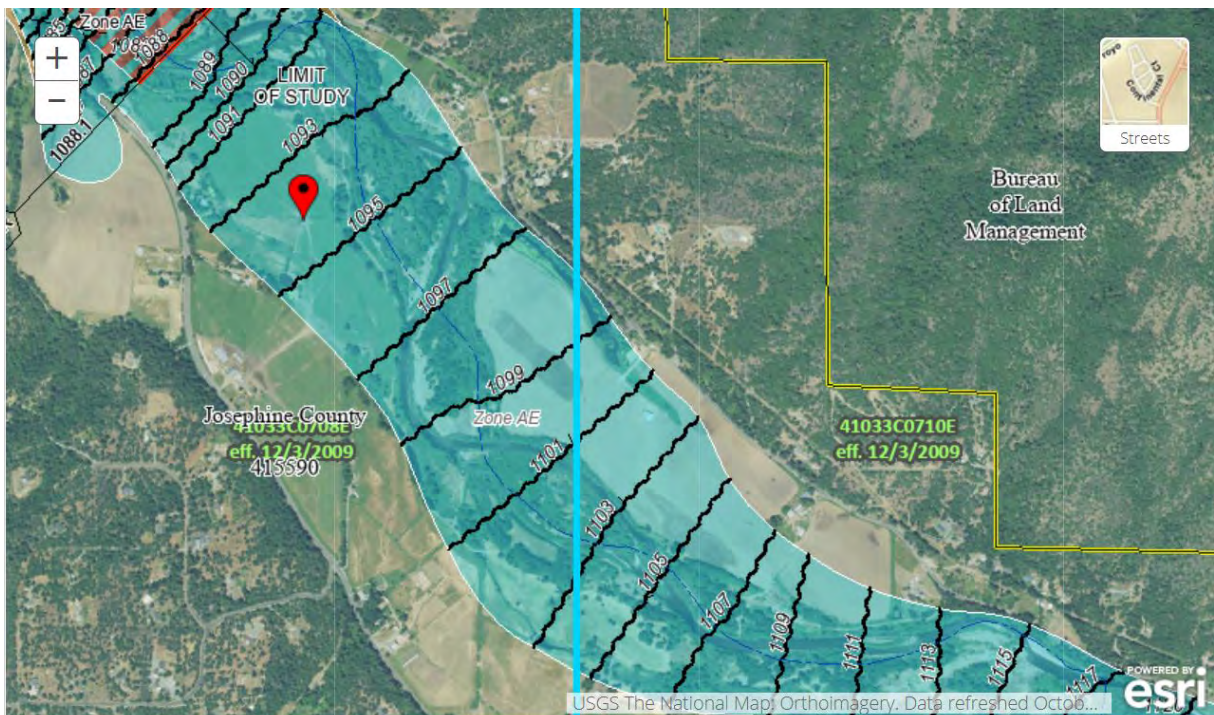 Zone AE
1088
1089
1090
1091
LIMIT
OF STUDY
1093
1088.1
1095
1097
1099
Zone AE
1101
1103
1105
1107
1109
1111
1113
1115
1117
Josephine County
41033C0708E
eff. 12/3/2009
415590
41033C0710E
eff. 12/3/2009
Bureau
of Land
Management
+
−
Continental Ct
Streets
POWERED BY
esri
USGS The National Map: Orthoimagery. Data refreshed Octob...